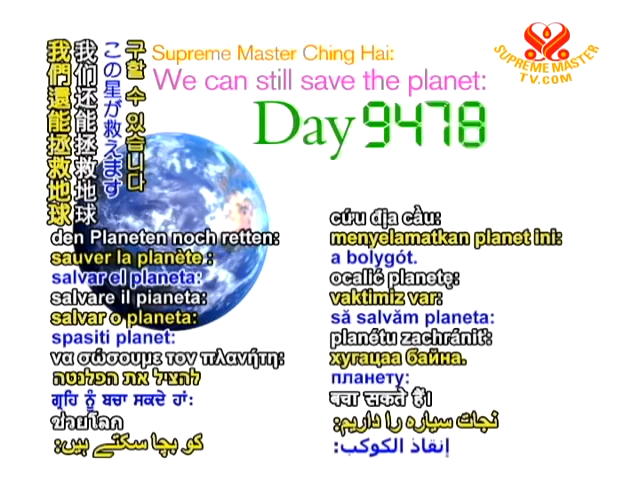 Supreme Master Ching Hai:
We can still save the planet:
Day 9478
SUPREME MASTER
TV.COM
我們還能拯救地球
我们还能拯救地球
この星が救えます
구할 수 있습니다
den Planeten noch retten:
sauver la planète :
salvar el planeta:
salvare il pianeta:
salvar o planeta:
spasiti planet:
να σώσουμε τον πλανήτη:
להציל את הפלנטה
ਗ੍ਰਹਿ ਨੂੰ ਬਚਾ ਸਕਦੇ ਹਾਂ:
ช่วยโลก
کو بچا سکتے ہیں:
cứu địa cầu:
menyelamatkan planet ini:
a bolygót.
ocalić planetę:
vaktimiz var:
să salvăm planeta:
planétu zachrániť:
хугацаа байна.
планету:
बचा सकते हैं।
نجات سیاره را داریم:
إنقاذ الكوكب: